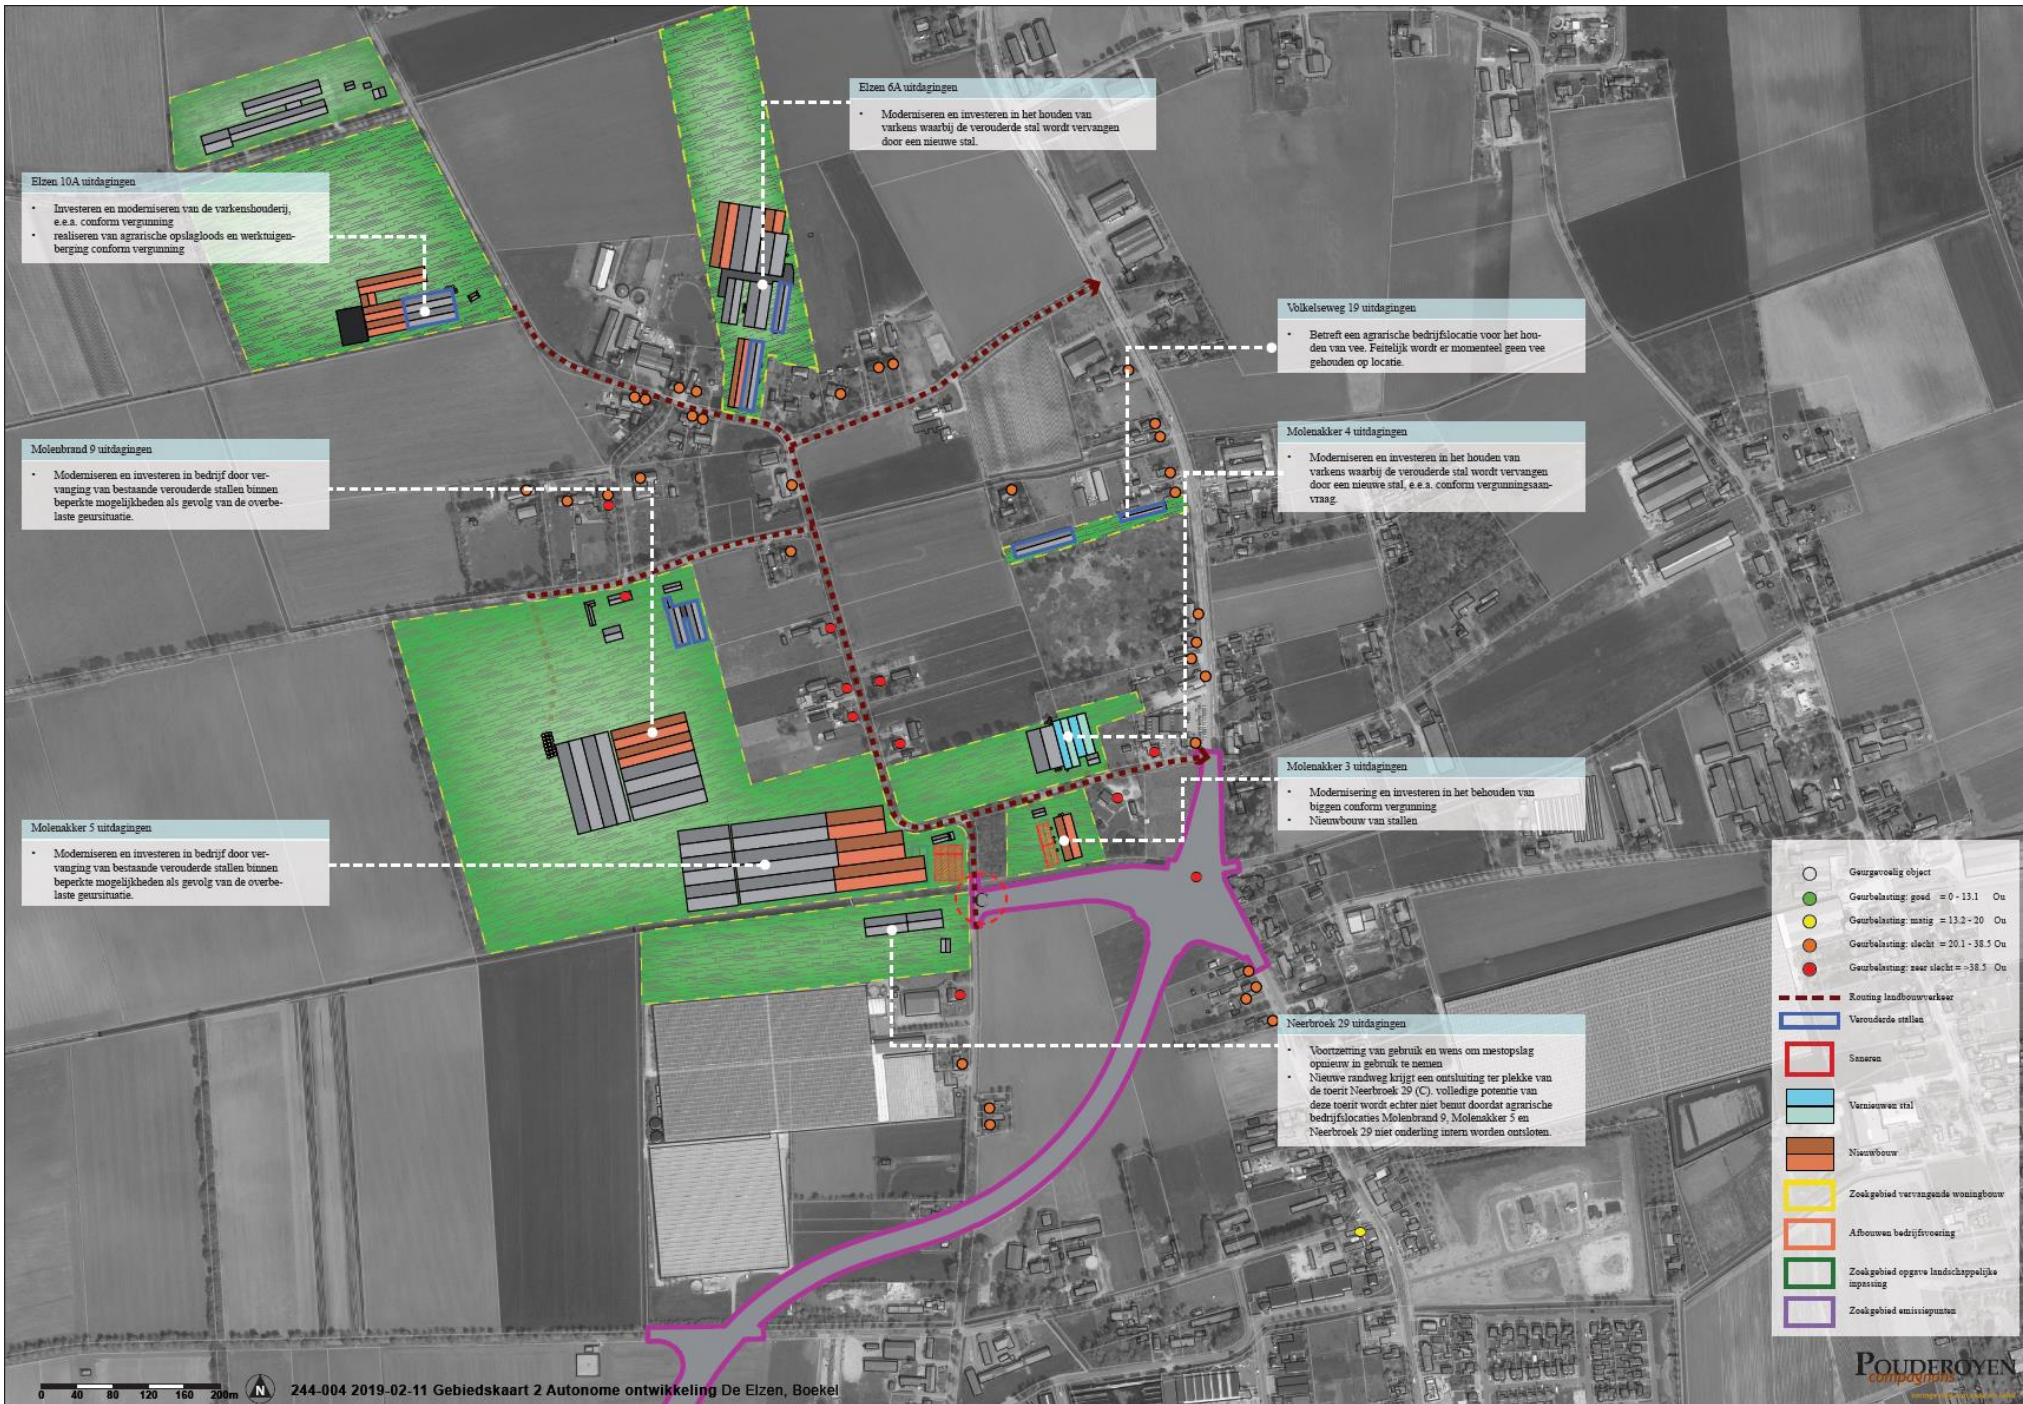 Elzen 6A uitdagingen
• Moderniseren en investeren in het houden van
varkens waarbij de verouderde stal wordt vervangen
door een nieuwe stal.
Elzen 10A uitdagingen
• Investeren en moderniseren van de varkenshouderij,
e.e.a. conform vergunning
• realiseren van agrarische opslagloods en werktuigen-
berging conform vergunning
Volkelseweg 19 uitdagingen
• Betreft een agrarische bedrijfslocatie voor het hou-
den van vee. Feitelijk wordt er momenteel geen vee
gehouden op locatie.
Molenakker 4 uitdagingen
• Moderniseren en investeren in het houden van
varkens waarbij de verouderde stal wordt vervangen
door een nieuwe stal, e.e.a. conform vergunningsaan-
vraag.
Molenbrand 9 uitdagingen
• Moderniseren en investeren in bedrijf door ver-
vanging van bestaande verouderde stallen binnen
beperkte mogelijkheden als gevolg van de overbe-
laste geursituatie.
Molenakker 3 uitdagingen
• Modernisering en investeren in het behouden van
biggen conform vergunning
• Nieuwbouw van stallen
Molenakker 5 uitdagingen
• Moderniseren en investeren in bedrijf door ver-
vanging van bestaande verouderde stallen binnen
beperkte mogelijkheden als gevolg van de overbe-
laste geursituatie.
Neerbroek 29 uitdagingen
• Voortzetting van gebruik en wens om mestopslag
opnieuw in gebruik te nemen
• Nieuwe randweg krijgt een ontsluiting ter plekke van
de toerit Neerbroek 29 (C). volledige potentie van
deze toerit wordt echter niet benut doordat agrarische
bedrijfslocaties Molenbrand 9, Molenakker 5 en
Neerbroek 29 niet onderling intern worden ontsloten.
Geurgevoelig object
Geurbelasting: goed = 0 - 13.1 Ou
Geurbelasting: matig = 13.2 - 20 Ou
Geurbelasting: slecht = 20.1 - 38.5 Ou
Geurbelasting: zeer slecht = >38.5 Ou
Routing landbouwverkeer
Verouderde stallen
Saneren
Vernieuwen stal
Nieuwbouw
Zoekgebied vervangende woningbouw
Afbouwen bedrijfsvoering
Zoekgebied opgave landschappelijke
inpassing
Zoekgebied emissiepunten
0 40 80 120 160 200m
N
244-004 2019-02-11 Gebiedskaart 2 Autonome ontwikkeling De Elzen, Boekel
POUDEROYEN
compagnons